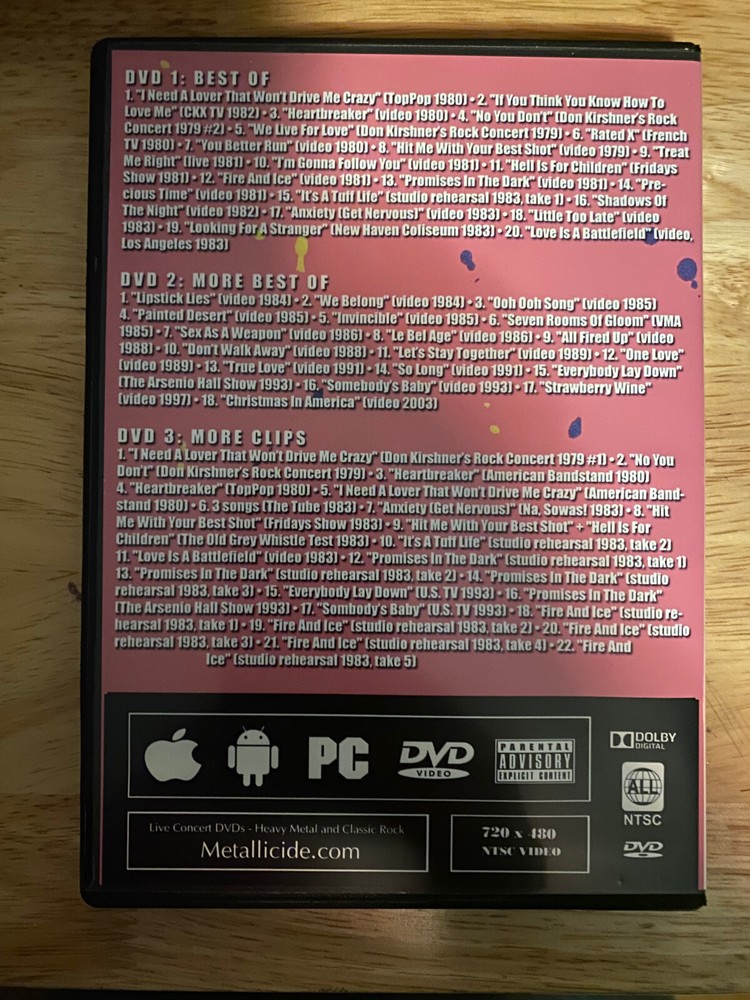 DVD 1: BEST OF
1. "I Need A Lover That Won't Drive Me Crazy" (TopPop 1980) • 2. "If You Think You Know How To
Love Me" (CKX TV 1982) • 3. "Heartbreaker" (video 1980) • 4. "No You Don't" (Don Kirshner's Rock
Concert 1979 #2) • 5. "We Live For Love" (Don Kirshner's Rock Concert 1979) • 6. "Rated X" (French
TV 1980) • 7. "You Better Run" (video 1980) • 8. "Hit Me With Your Best Shot" (video 1979) • 9. "Treat
Me Right" (live 1981) • 10. "I'm Gonna Follow You" (video 1981) • 11. "Hell Is For Children" (Fridays
Show 1981) • 12. "Fire And Ice" (video 1981) • 13. "Promises In The Dark" (video 1981) • 14. "Pre-
cious Time" (video 1981) • 15. "It's A Tuff Life" (studio rehearsal 1983, take 1) • 16. "Shadows Of
The Night" (video 1982) • 17. "Anxiety (Get Nervous)" (video 1983) • 18. "Little Too Late" (video
1983) • 19. "Looking For A Stranger" (New Haven Coliseum 1983) • 20. "Love Is A Battlefield" (video,
Los Angeles 1983)
DVD 2: MORE BEST OF
1. "Lipstick Lies" (video 1984) • 2. "We Belong" (video 1984) • 3. "Ooh Ooh Song" (video 1985)
4. "Painted Desert" (video 1985) • 5. "Invincible" (video 1985) • 6. "Seven Rooms Of Gloom" (VMA
1985) • 7. "Sex As A Weapon" (video 1986) • 8. "Le Bel Age" (video 1986) • 9. "All Fired Up" (video
1988) • 10. "Don't Walk Away" (video 1988) • 11. "Let's Stay Together" (video 1989) • 12. "One Love"
(video 1989) • 13. "True Love" (video 1991) • 14. "So Long" (video 1991) • 15. "Everybody Lay Down"
(The Arsenio Hall Show 1993) • 16. "Somebody's Baby" (video 1993) • 17. "Strawberry Wine"
(video 1997) • 18. "Christmas In America" (video 2003)
DVD 3: MORE CLIPS
1. "I Need A Lover That Won't Drive Me Crazy" (Don Kirshner's Rock Concert 1979 #1) • 2. "No You
Don't" (Don Kirshner's Rock Concert 1979) • 3. "Heartbreaker" (American Bandstand 1980)
4. "Heartbreaker" (TopPop 1980) • 5. "I Need A Lover That Won't Drive Me Crazy" (American Band-
stand 1980) • 6. 3 songs (The Tube 1983) • 7. "Anxiety (Get Nervous)" (Na, Sowas! 1983) • 8. "Hit
Me With Your Best Shot" (Fridays Show 1983) • 9. "Hit Me With Your Best Shot" + "Hell Is For
Children" (The Old Grey Whistle Test 1983) • 10. "It's A Tuff Life" (studio rehearsal 1983, take 2)
11. "Love Is A Battlefield" (video 1983) • 12. "Promises In The Dark" (studio rehearsal 1983, take 1)
13. "Promises In The Dark" (studio rehearsal 1983, take 2) • 14. "Promises In The Dark" (studio
rehearsal 1983, take 3) • 15. "Everybody Lay Down" (U.S. TV 1993) • 16. "Promises In The Dark"
(The Arsenio Hall Show 1993) • 17. "Sombody's Baby" (U.S. TV 1993) • 18. "Fire And Ice" (studio re-
hearsal 1983, take 1) • 19. "Fire And Ice" (studio rehearsal 1983, take 2) • 20. "Fire And Ice" (studio
rehearsal 1983, take 3) • 21. "Fire And Ice" (studio rehearsal 1983, take 4) • 22. "Fire And
Ice" (studio rehearsal 1983, take 5)
PC
DVD
VIDEO
PARENTAL
ADVISORY
EXPLICIT CONTENT
DOLBY
DIGITAL
ALL
NTSC
DVD
Live Concert DVDs - Heavy Metal and Classic Rock
Metallicide.com
720 x 480
NTSC VIDEO